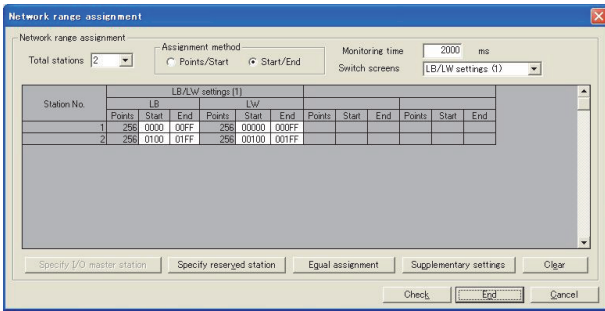 Network range assignment
Network range assignment
Total stations 2
Assignment method
Points/Start Start/End
Monitoring time 2000 ms
Switch screens LB/LW settings (1)
LB/LW settings (1)
Station No. LB LW
Points Start End Points Start End Points Start End Points Start End
1 256 0000 00FF 256 00000 000FF
2 256 0100 01FF 256 00100 001FF
Specify I/O master station Specify reserved station Equal assignment Supplementary settings Clear
Check End Cancel